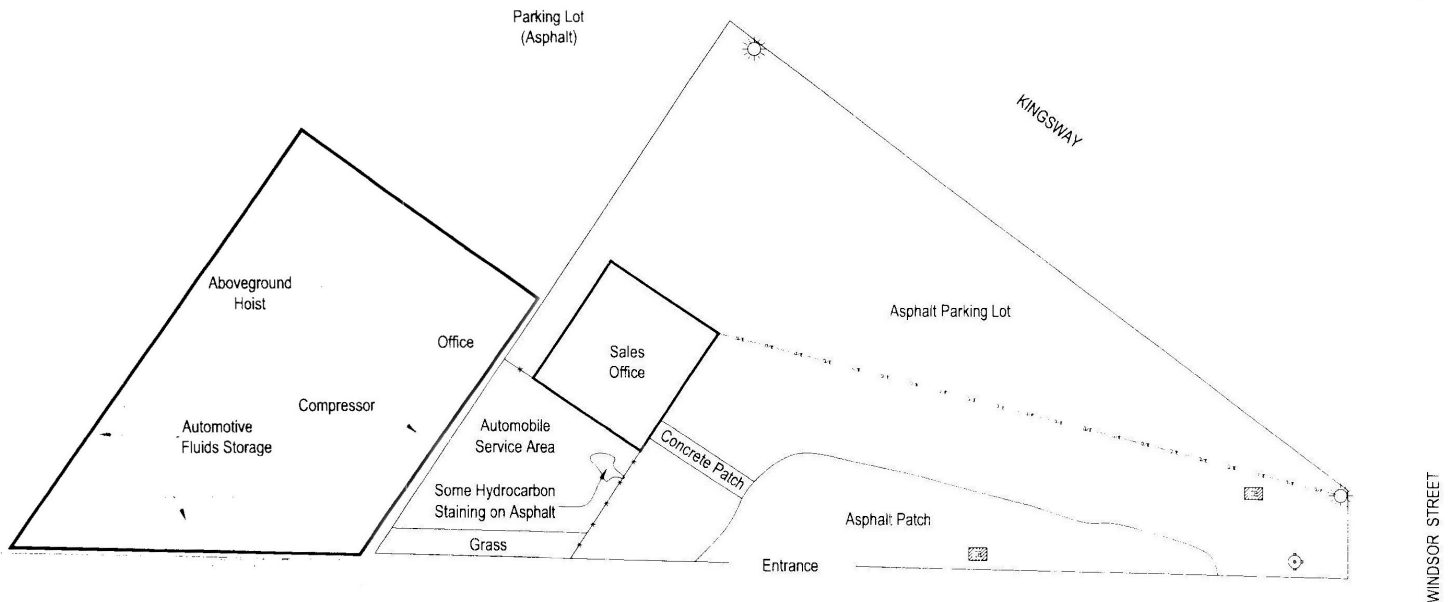 Parking Lot
(Asphalt)
KINGSWAY
Aboveground
Hoist
Office
Asphalt Parking Lot
Sales
Office
Compressor
Automotive
Fluids Storage
Automobile
Service Area
Concrete Patch
Some Hydrocarbon
Staining on Asphalt
Asphalt Patch
Grass
Entrance
WINDSOR STREET